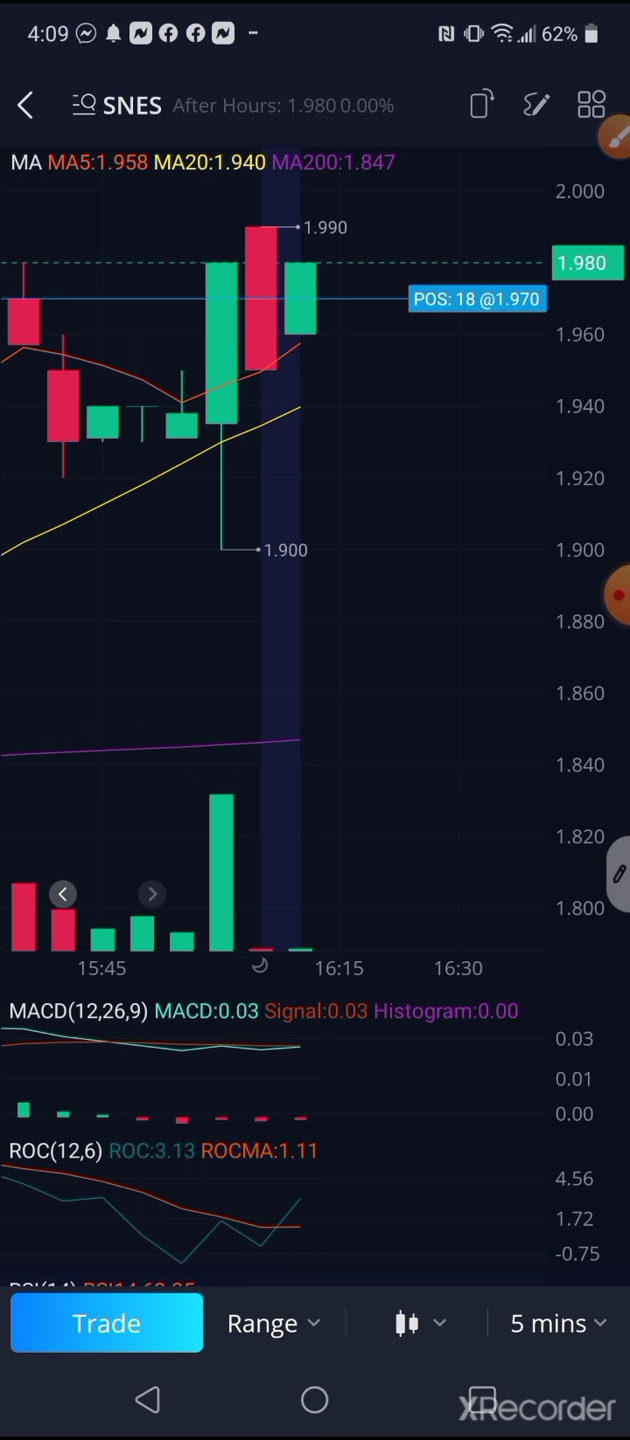 4:09 62%
SNES After Hours: 1.980 0.00%
MA MA5:1.958 MA20:1.940 MA200:1.847
2.000
1.990
1.980
POS: 18 @1.970
1.960
1.940
1.920
1.900
1.900
1.880
1.860
1.840
1.820
1.800
15:45 16:15 16:30
MACD(12,26,9) MACD:0.03 Signal:0.03 Histogram:0.00
0.03
0.01
0.00
ROC(12,6) ROC:3.13 ROCMA:1.11
4.56
1.72
-0.75
Trade Range 5 mins
XRecorder